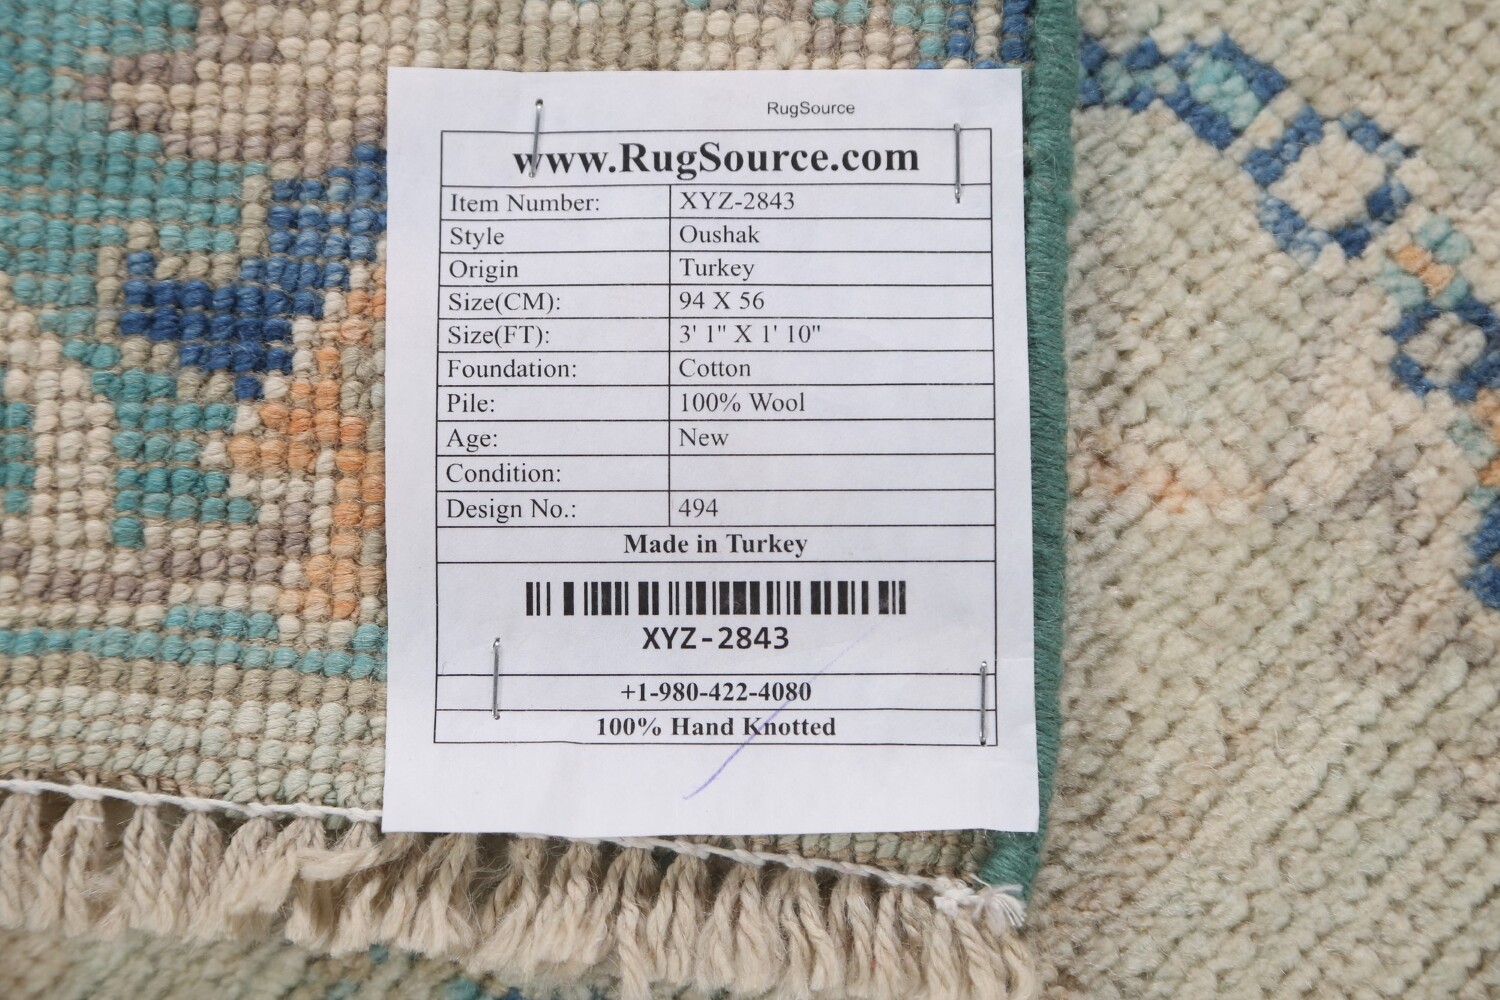 RugSource
www.RugSource.com
Item Number: XYZ-2843
Style Oushak
Origin Turkey
Size(CM): 94 X 56
Size(FT): 3' 1" X 1' 10"
Foundation: Cotton
Pile: 100% Wool
Age: New
Condition:
Design No.: 494
Made in Turkey
XYZ-2843
+1-980-422-4080
100% Hand Knotted